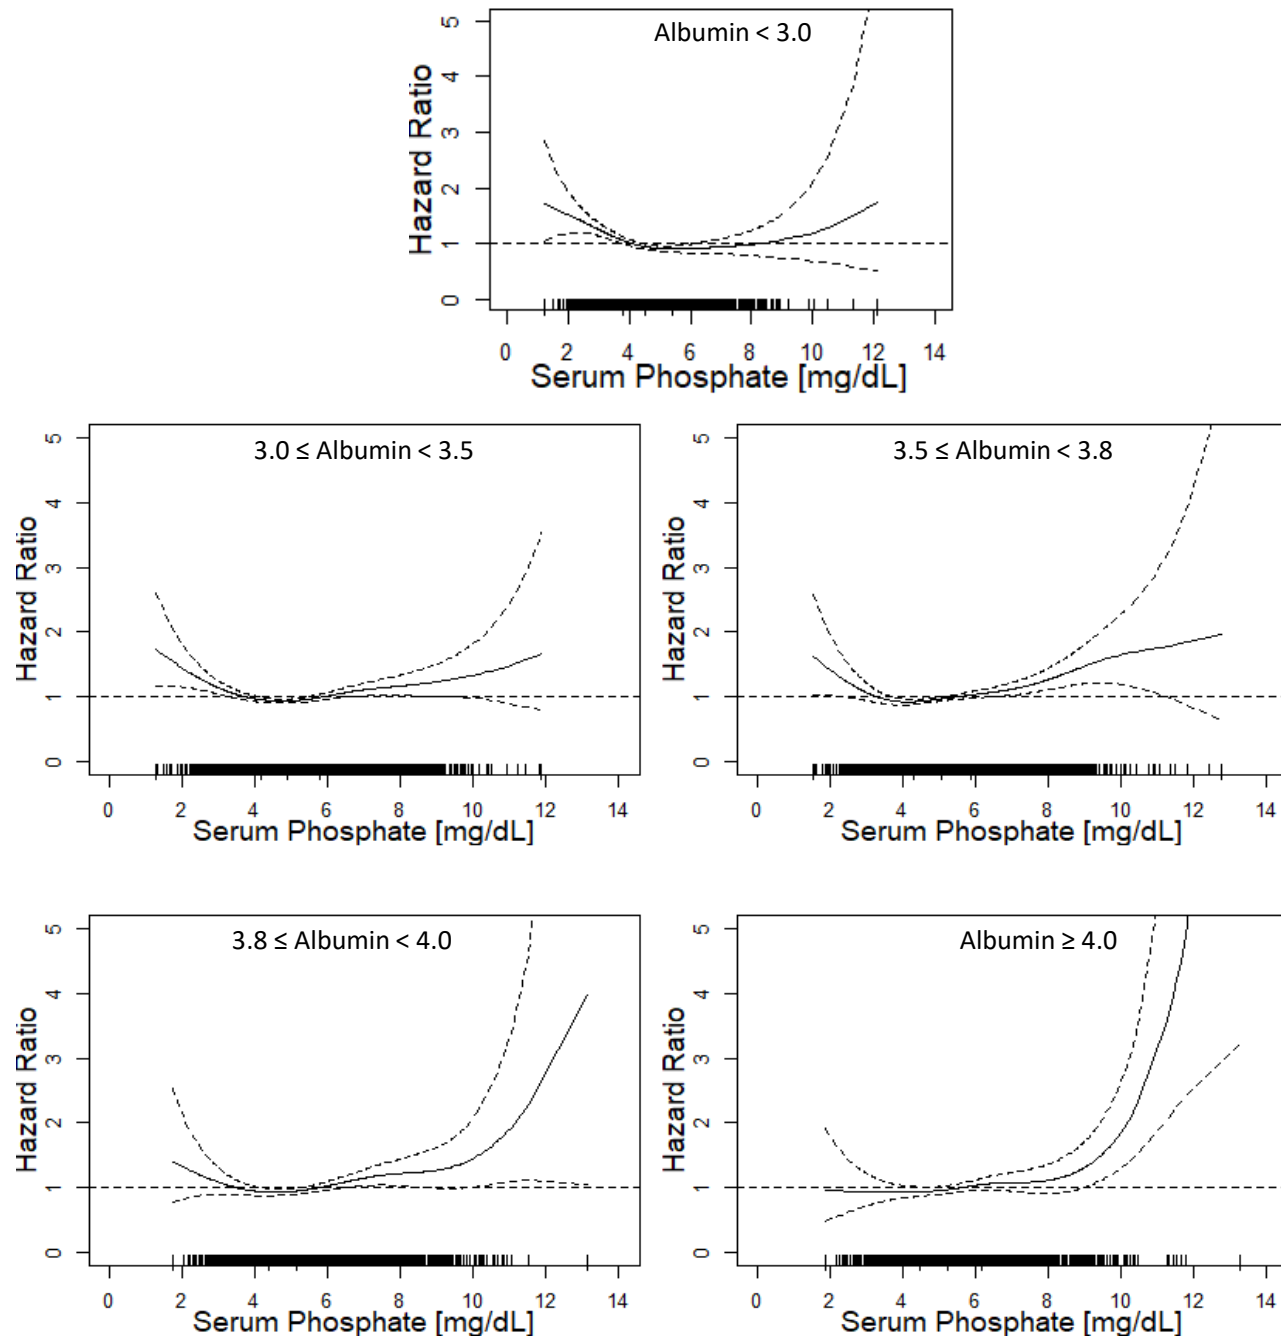 Albumin < 3.0
Hazard Ratio
5
4
3
2
1
0
0 2 4 6 8 10 12 14
Serum Phosphate [mg/dL]
3.0 ≤ Albumin < 3.5
Hazard Ratio
5
4
3
2
1
0
0 2 4 6 8 10 12 14
Serum Phosphate [mg/dL]
3.5 ≤ Albumin < 3.8
Hazard Ratio
5
4
3
2
1
0
0 2 4 6 8 10 12 14
Serum Phosphate [mg/dL]
3.8 ≤ Albumin < 4.0
Hazard Ratio
5
4
3
2
1
0
0 2 4 6 8 10 12 14
Serum Phosphate [mg/dL]
Albumin ≥ 4.0
Hazard Ratio
5
4
3
2
1
0
0 2 4 6 8 10 12 14
Serum Phosphate [mg/dL]